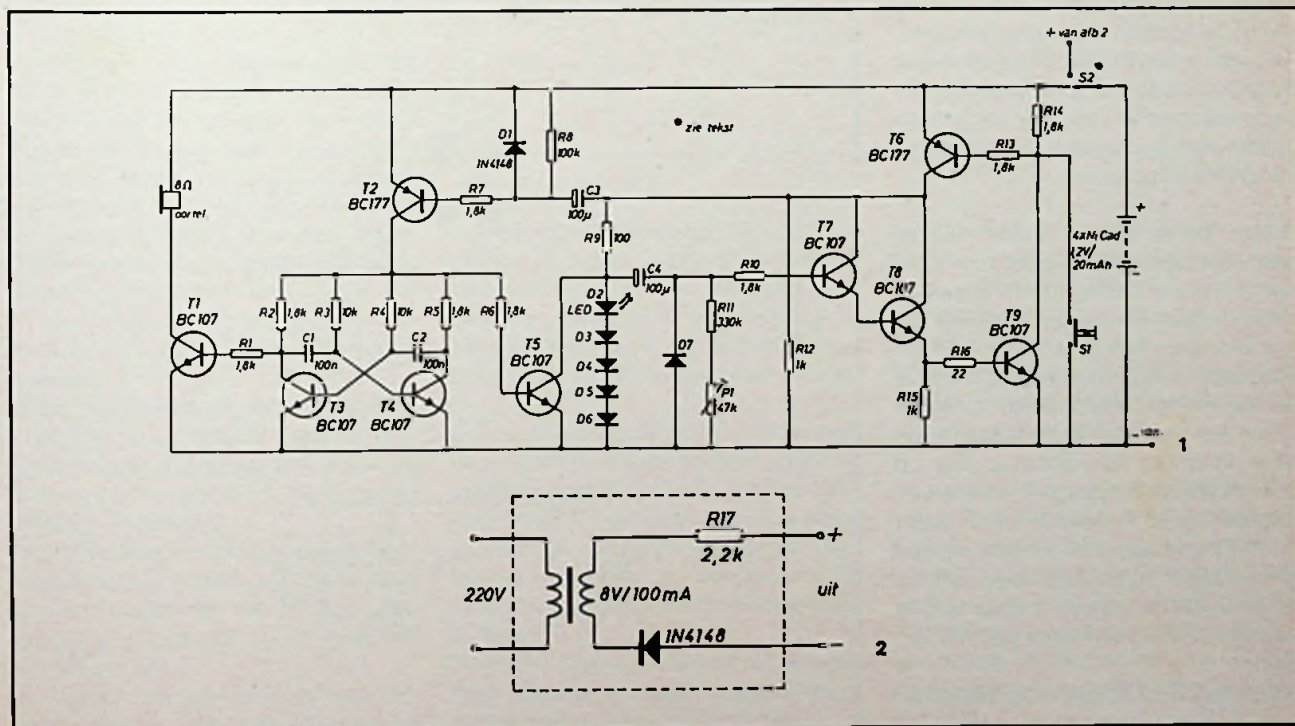 + van afb 2
S2 *
R14
1,8k
D1
1N4148
R8
100k
* zie tekst
T6
BC177
R13
1,8k
8Ω
oortel.
T2
BC177
R7
1,8k
C3
100µ
R9 100
T7
BC107
4xNiCad
1,2V/
20mAh
+
-
C4
100µ
R10
1,8k
T8
BC107
D2
LED
T1
BC107
R2 1,8k
R3 10k
R4 10k
R5 1,8k
R6 1,8k
R11
330k
T9
BC107
S1
R1
1,8k
C1
100n
C2
100n
T5
BC107
D3
D4
D5
D6
D7
R12
1k
R16
22
T3
BC107
T4
BC107
P1
47k
R15
1k
1
R17
2,2k
+
220V
8V/100mA
uit
1N4148
-
2